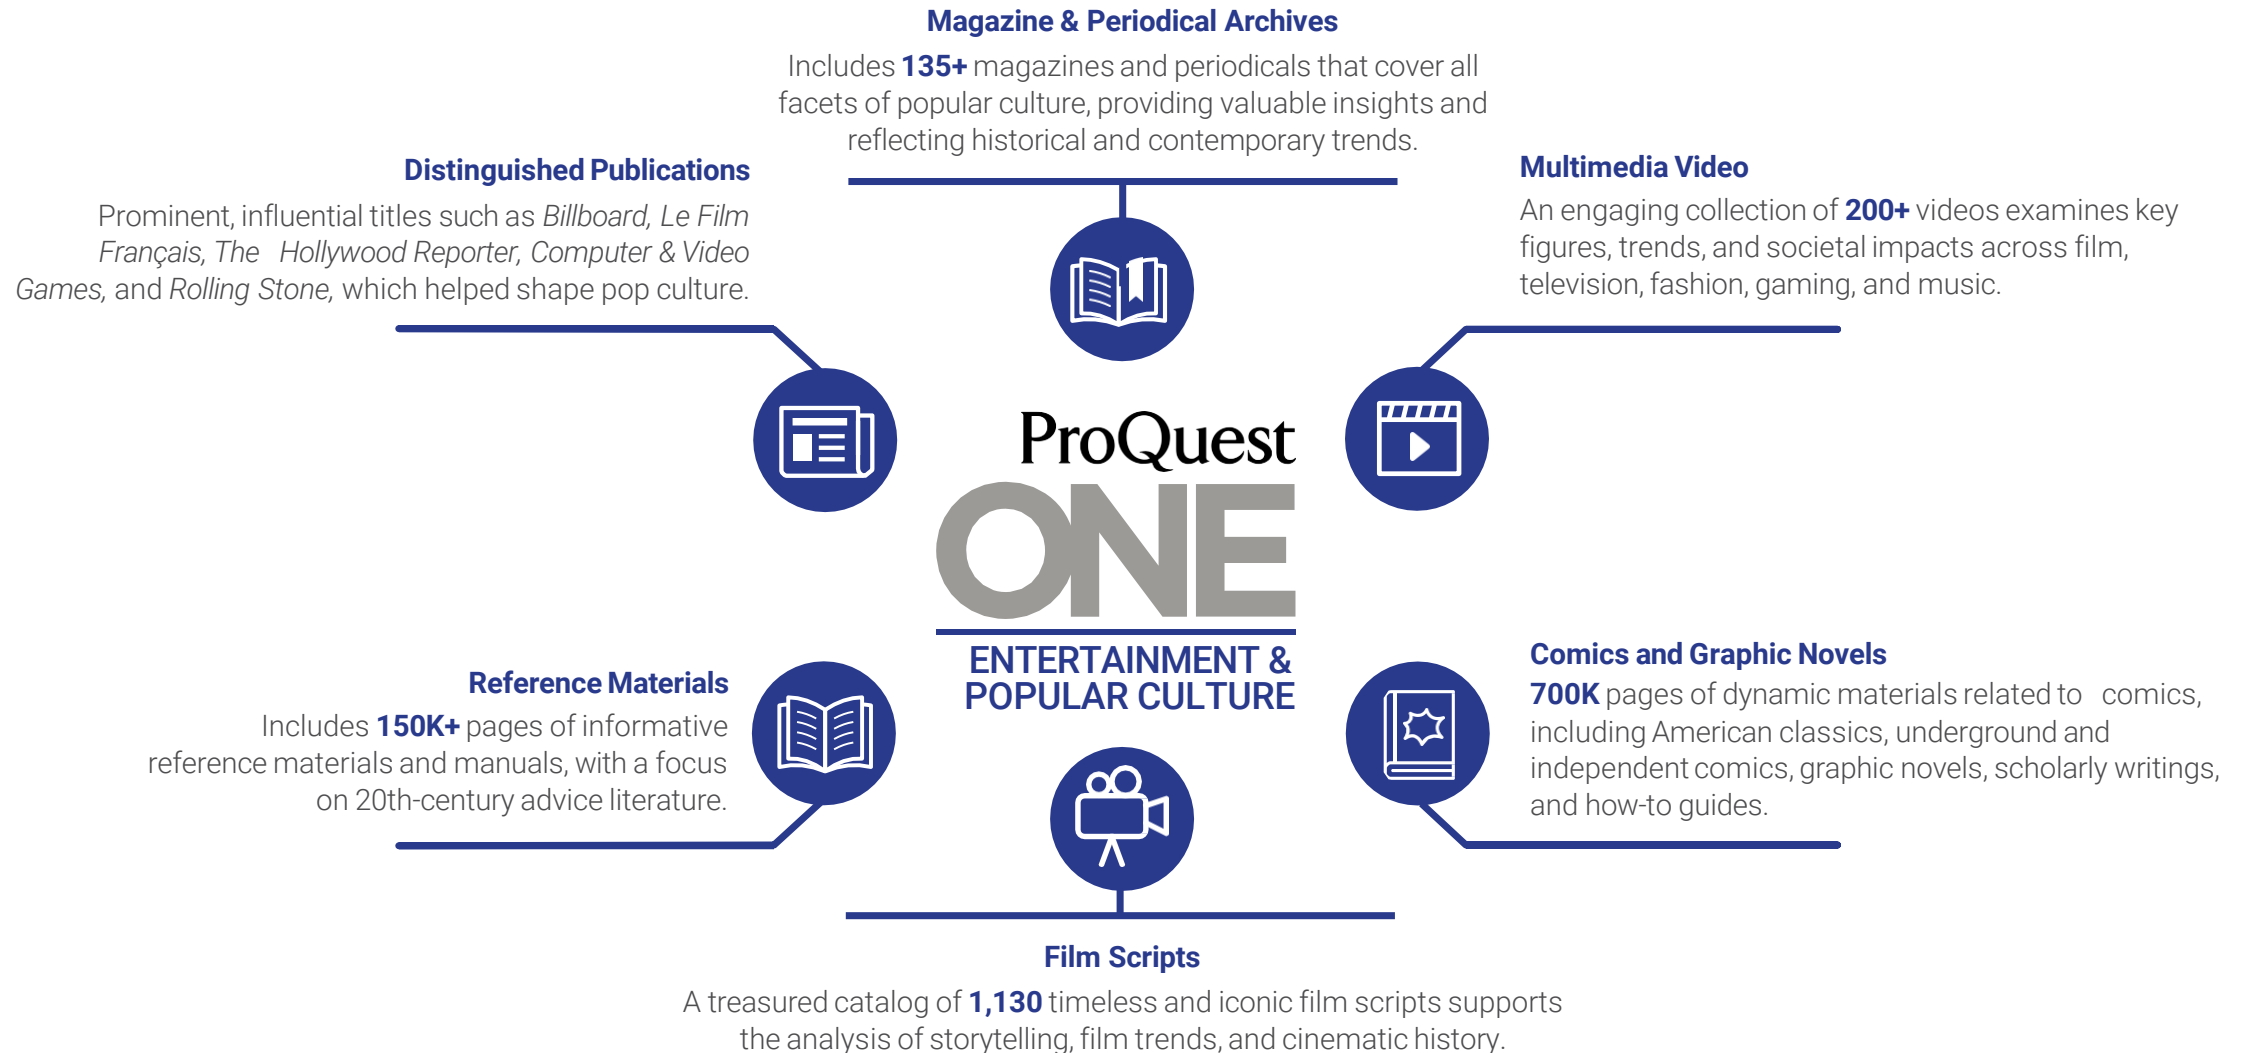 Magazine & Periodical Archives
Includes 135+ magazines and periodicals that cover all
facets of popular culture, providing valuable insights and
reflecting historical and contemporary trends.
Distinguished Publications
Prominent, influential titles such as Billboard, Le Film
Français, The Hollywood Reporter, Computer & Video
Games, and Rolling Stone, which helped shape pop culture.
Multimedia Video
An engaging collection of 200+ videos examines key
figures, trends, and societal impacts across film,
television, fashion, gaming, and music.
ProQuest
ONE
ENTERTAINMENT &
POPULAR CULTURE
Reference Materials
Includes 150K+ pages of informative
reference materials and manuals, with a focus
on 20th-century advice literature.
Comics and Graphic Novels
700K pages of dynamic materials related to comics,
including American classics, underground and
independent comics, graphic novels, scholarly writings,
and how-to guides.
Film Scripts
A treasured catalog of 1,130 timeless and iconic film scripts supports
the analysis of storytelling, film trends, and cinematic history.